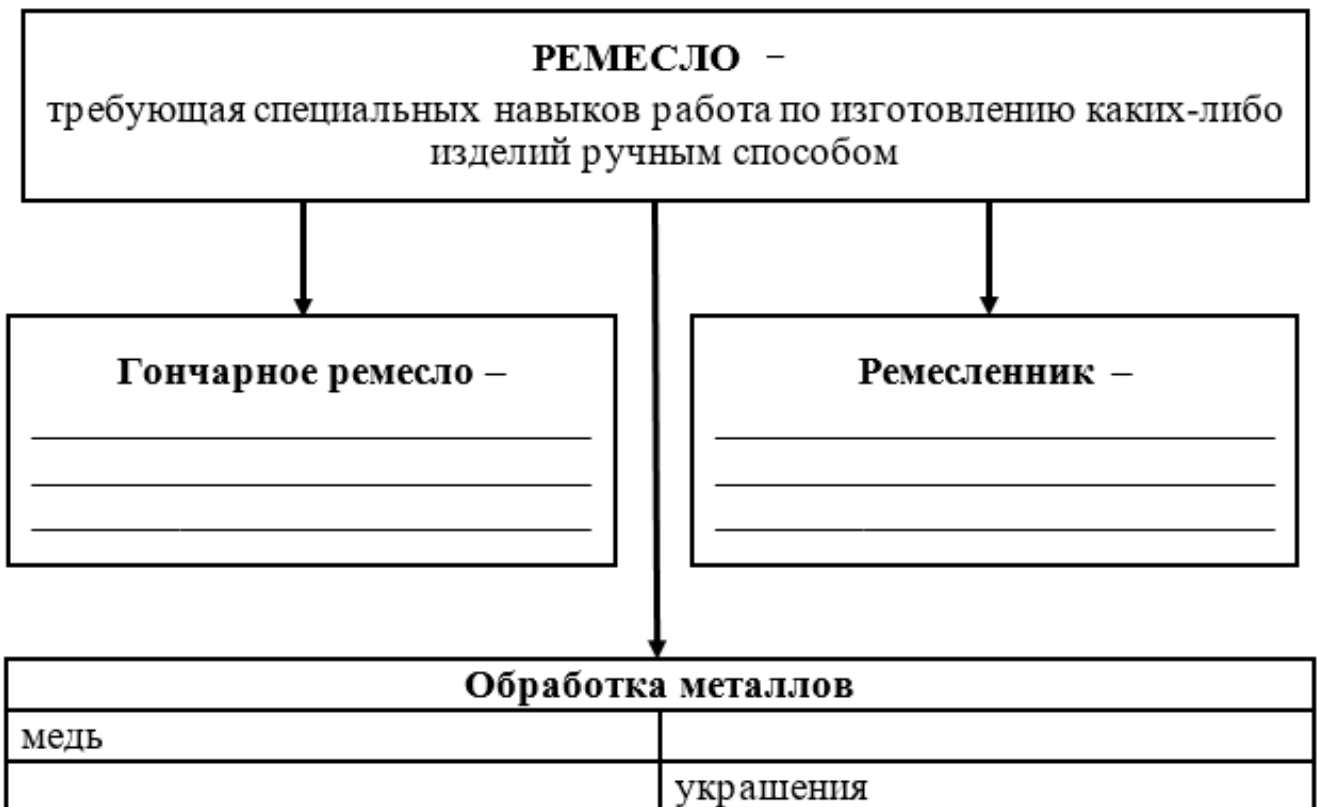 РЕМЕСЛО –
требующая специальных навыков работа по изготовлению каких-либо
изделий ручным способом
Гончарное ремесло –
Ремесленник –
Обработка металлов
медь
украшения